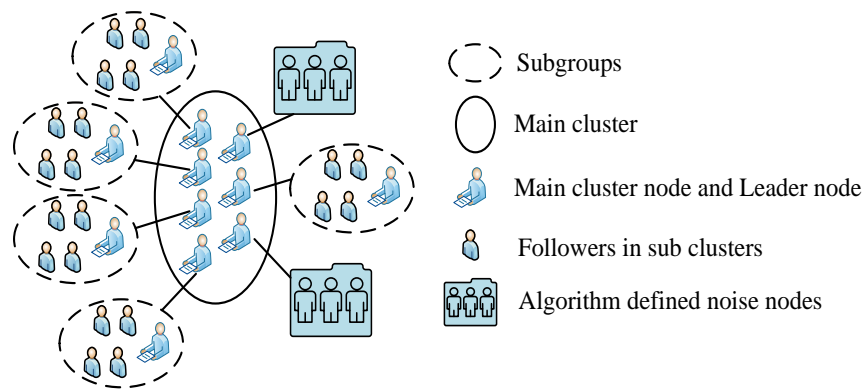 Subgroups
Main cluster
Main cluster node and Leader node
Followers in sub clusters
Algorithm defined noise nodes